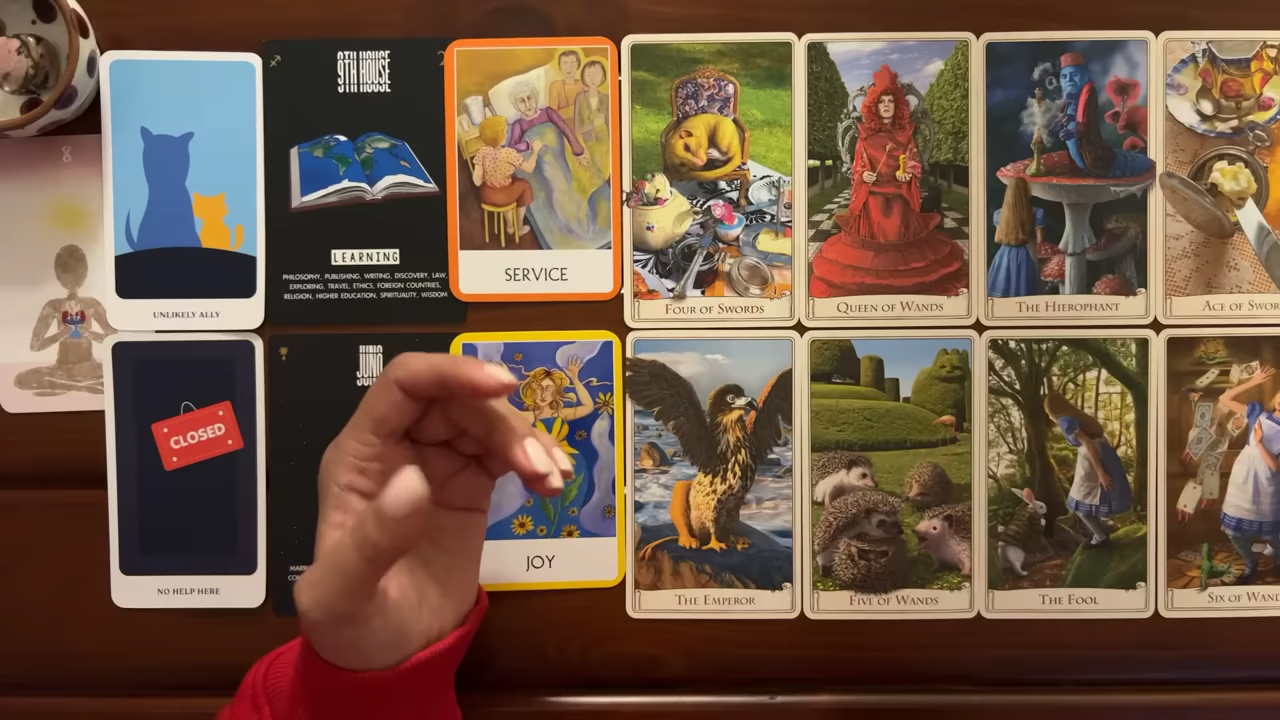 8
UNLIKELY ALLY
9TH HOUSE
LEARNING
PHILOSOPHY, PUBLISHING, WRITING, DISCOVERY, LAW,
EXPLORING, TRAVEL, ETHICS, FOREIGN COUNTRIES,
RELIGION, HIGHER EDUCATION, SPIRITUALITY, WISDOM
SERVICE
FOUR OF SWORDS
QUEEN OF WANDS
THE HIEROPHANT
ACE OF SWOR
CLOSED
NO HELP HERE
JUNO
JOY
THE EMPEROR
FIVE OF WANDS
THE FOOL
SIX OF WAND